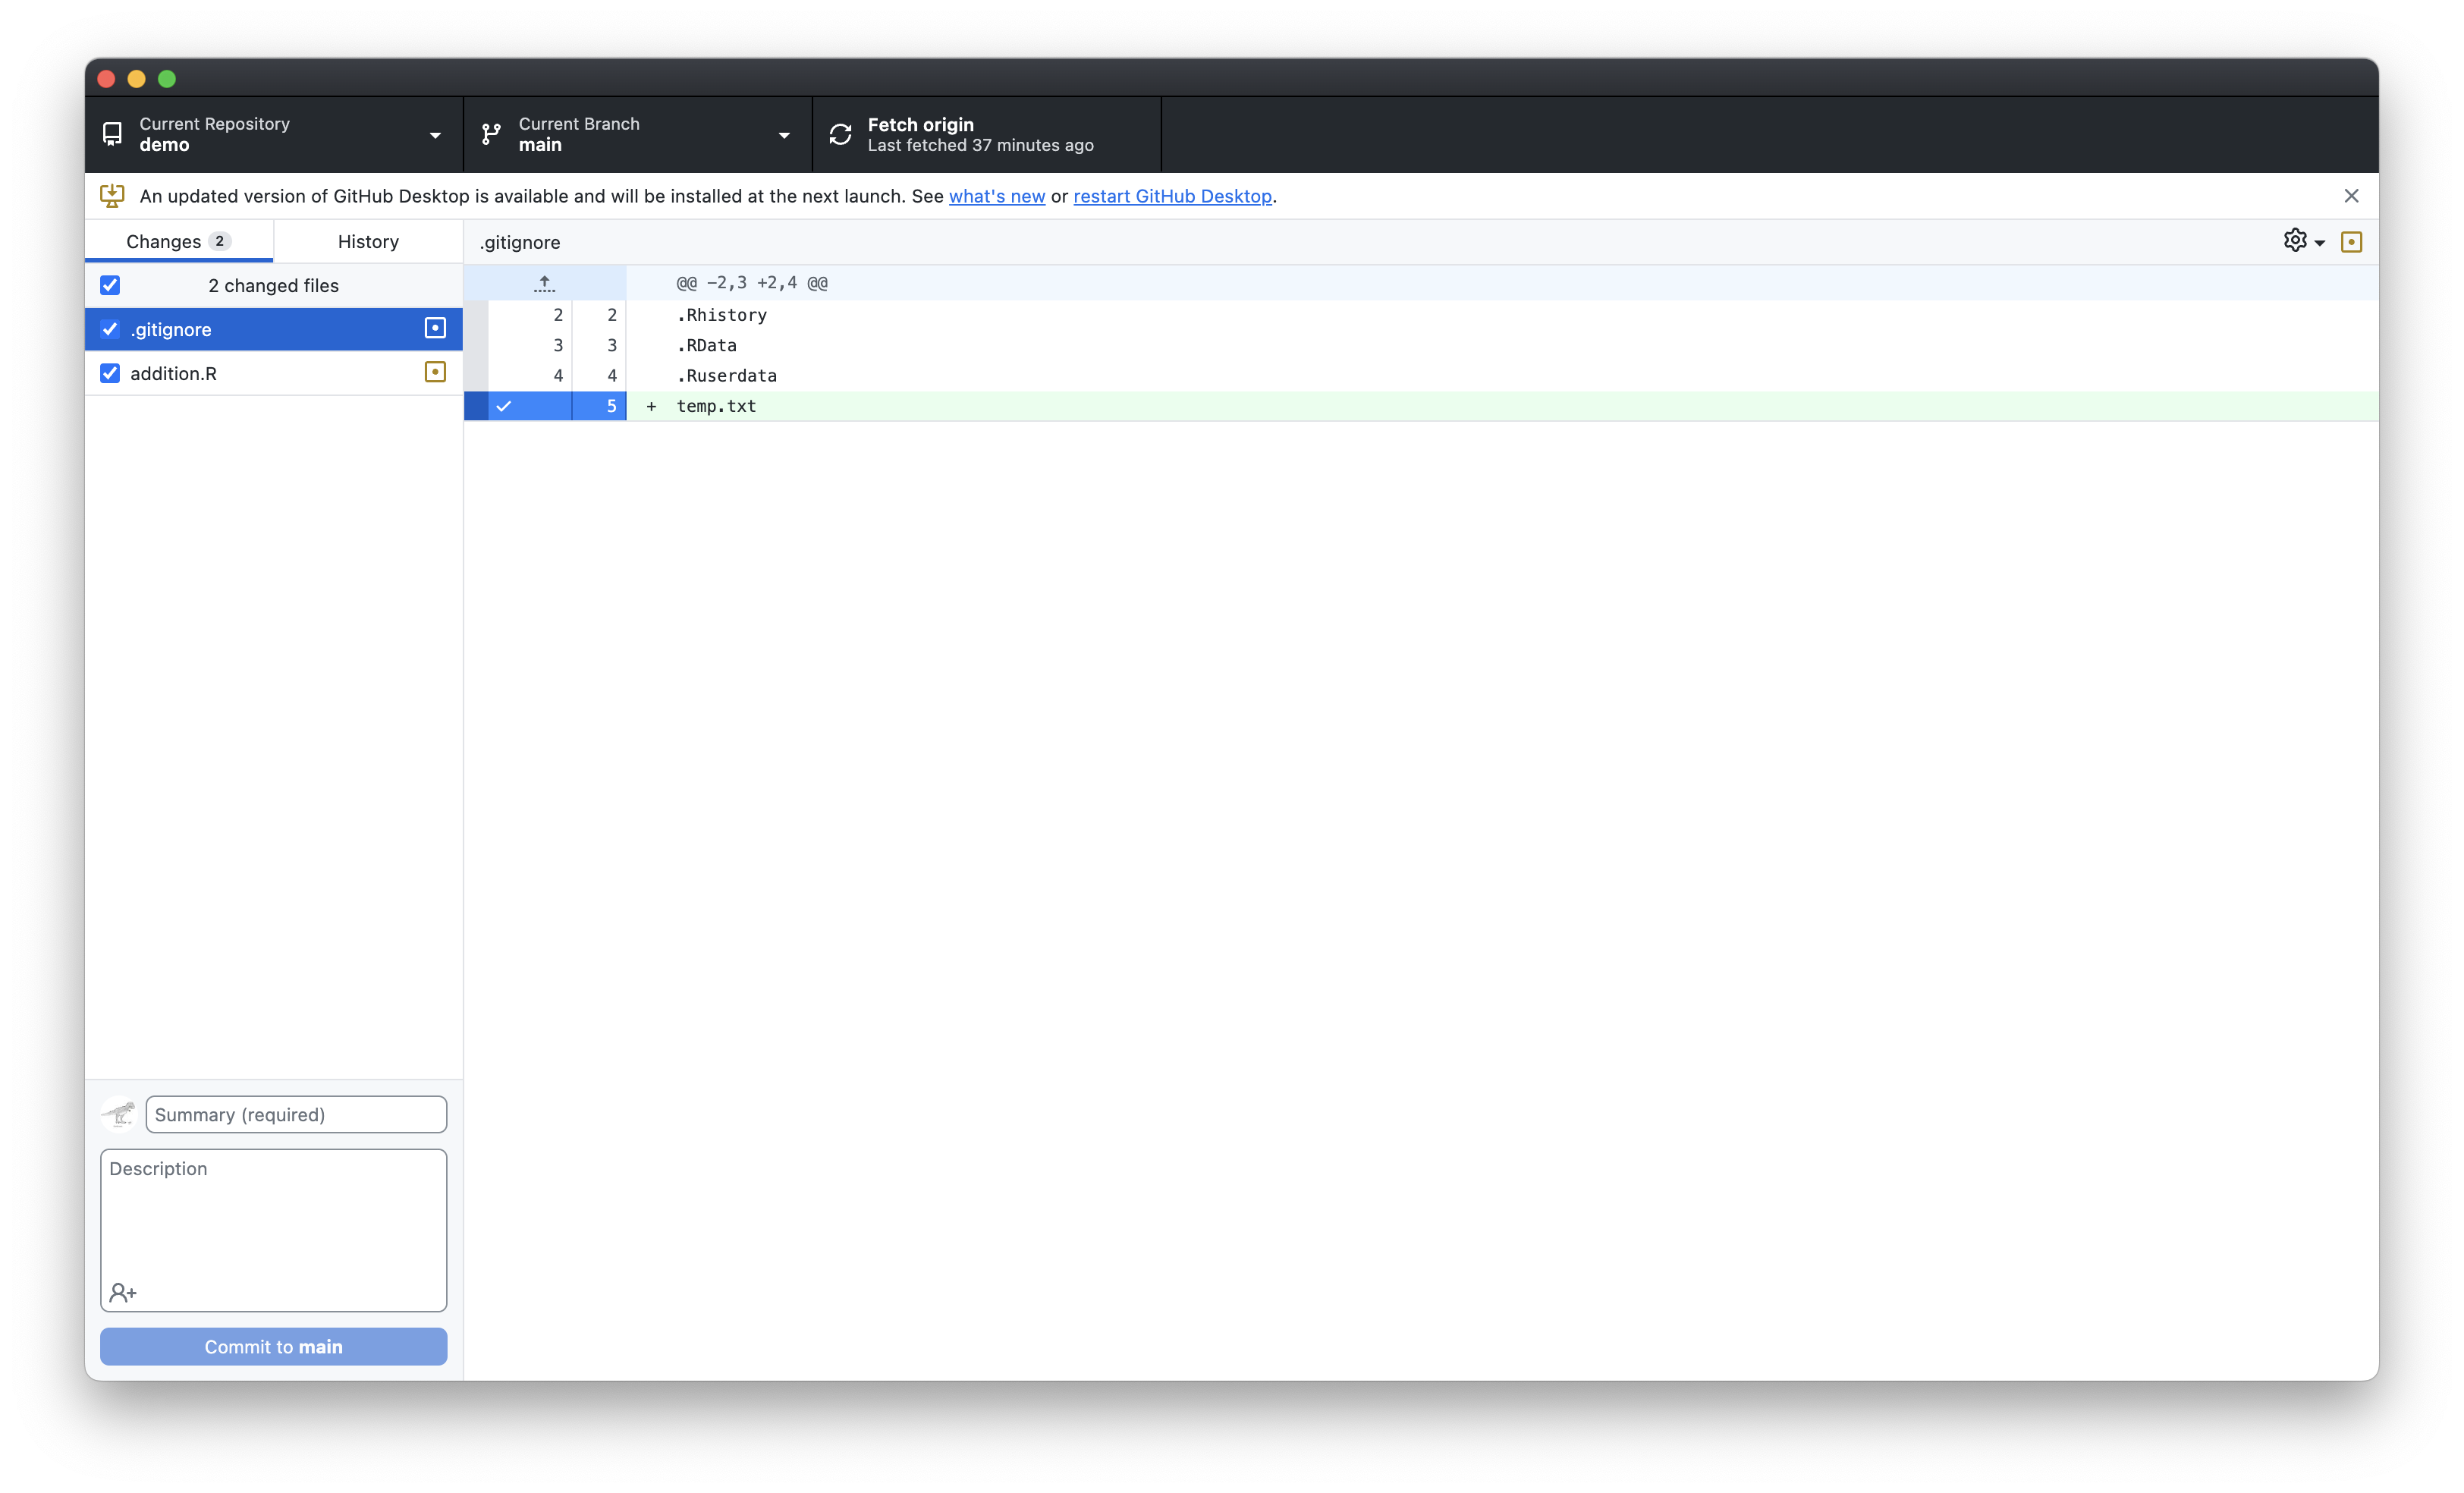 Current Repository
demo
Current Branch
main
Fetch origin
Last fetched 37 minutes ago
An updated version of GitHub Desktop is available and will be installed at the next launch. See what's new or restart GitHub Desktop.
Changes 2
History
2 changed files
.gitignore
addition.R
.gitignore
@@ -2,3 +2,4 @@
2 2 .Rhistory
3 3 .RData
4 4 .Ruserdata
5 + temp.txt
Summary (required)
Description
Commit to main